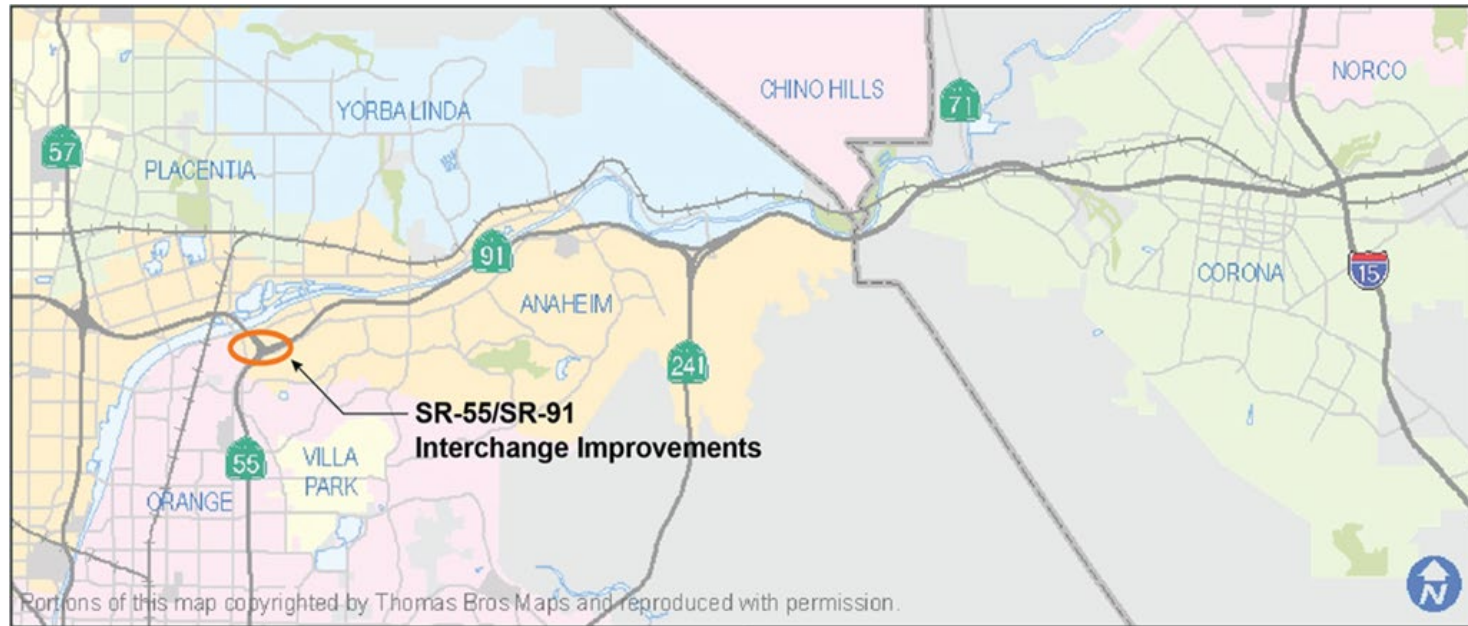 CHINO HILLS
71
NORCO
YORBA LINDA
57
PLACENTIA
91
ANAHEIM
CORONA
15
241
SR-55/SR-91
Interchange Improvements
VILLA
PARK
55
ORANGE
Portions of this map copyrighted by Thomas Bros Maps and reproduced with permission.
N